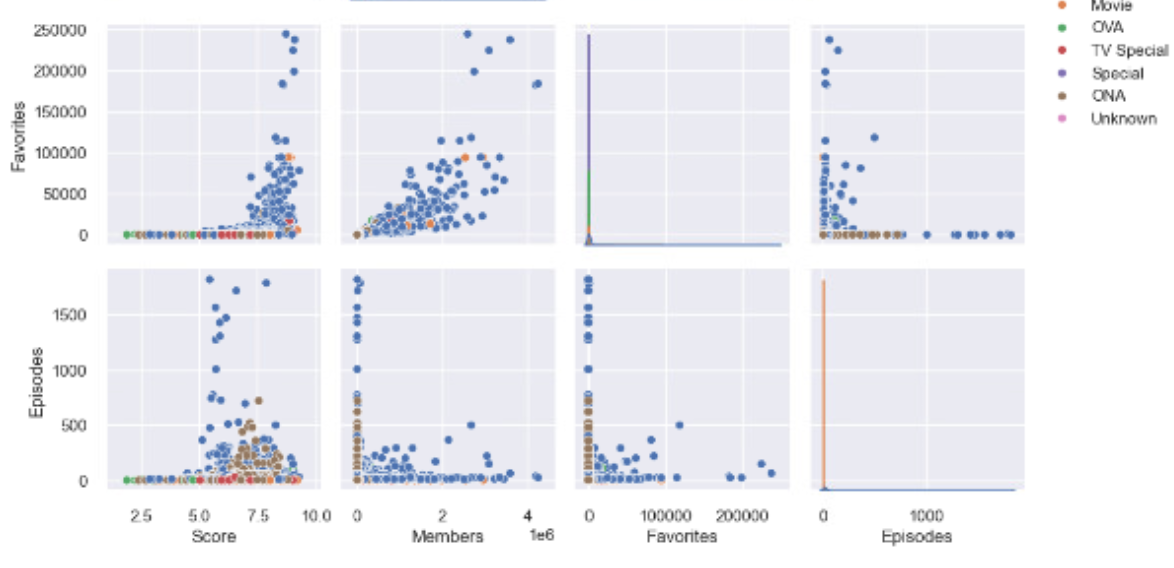 Movie
OVA
TV Special
Special
ONA
Unknown
250000
200000
150000
100000
50000
0
Favorites
1500
1000
500
0
Episodes
2.5 5.0 7.5 10.0
Score
0 2 4
1e6
Members
0 100000 200000
Favorites
0 1000
Episodes